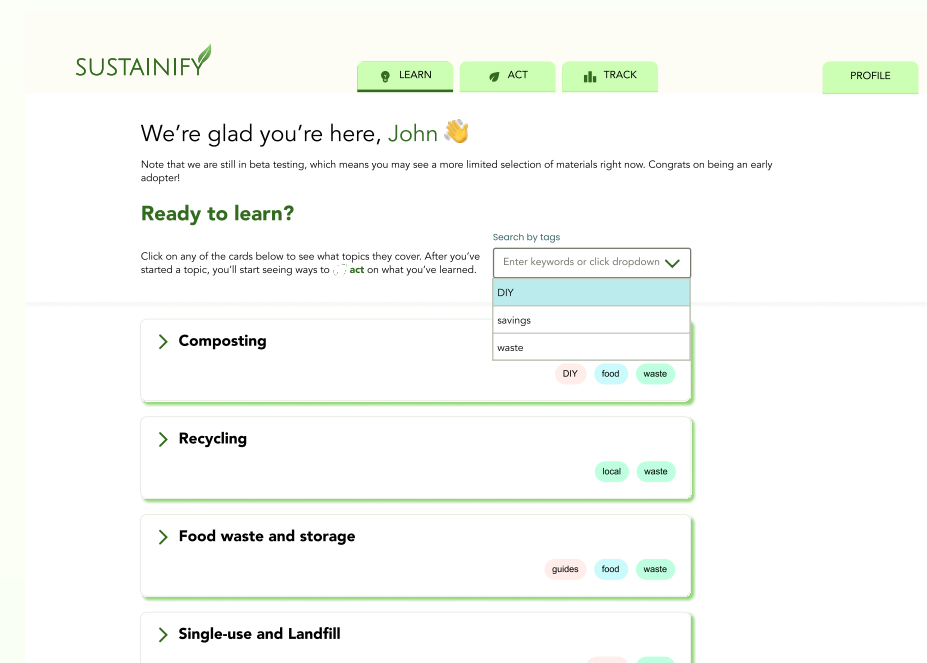 SUSTAINIFY
LEARN
ACT
TRACK
PROFILE
We're glad you're here, John 👋
Note that we are still in beta testing, which means you may see a more limited selection of materials right now. Congrats on being an early
adopter!
Ready to learn?
Click on any of the cards below to see what topics they cover. After you've
started a topic, you'll start seeing ways to act on what you've learned.
Search by tags
Enter keywords or click dropdown
DIY
savings
waste
Composting
DIY food waste
Recycling
local waste
Food waste and storage
guides food waste
Single-use and Landfill